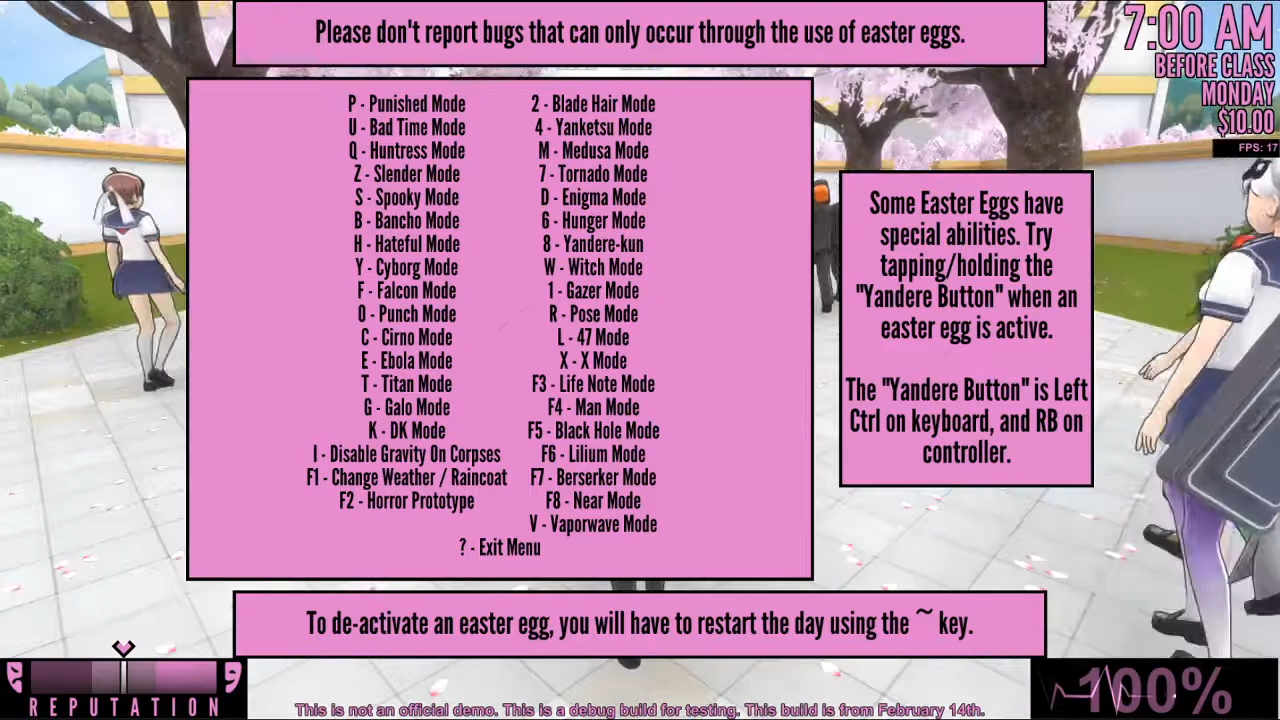 Please don't report bugs that can only occur through the use of easter eggs.
7:00 AM
BEFORE CLASS
MONDAY
$10.00
FPS: 17
P - Punished Mode
U - Bad Time Mode
Q - Huntress Mode
Z - Slender Mode
S - Spooky Mode
B - Bancho Mode
H - Hateful Mode
Y - Cyborg Mode
F - Falcon Mode
O - Punch Mode
C - Cirno Mode
E - Ebola Mode
T - Titan Mode
G - Galo Mode
K - DK Mode
I - Disable Gravity On Corpses
F1 - Change Weather / Raincoat
F2 - Horror Prototype
2 - Blade Hair Mode
4 - Yanketsu Mode
M - Medusa Mode
7 - Tornado Mode
D - Enigma Mode
6 - Hunger Mode
8 - Yandere-kun
W - Witch Mode
1 - Gazer Mode
R - Pose Mode
L - 47 Mode
X - X Mode
F3 - Life Note Mode
F4 - Man Mode
F5 - Black Hole Mode
F6 - Lilium Mode
F7 - Berserker Mode
F8 - Near Mode
V - Vaporwave Mode
? - Exit Menu
Some Easter Eggs have
special abilities. Try
tapping/holding the
"Yandere Button" when an
easter egg is active.
The "Yandere Button" is Left
Ctrl on keyboard, and RB on
controller.
To de-activate an easter egg, you will have to restart the day using the ~ key.
REPUTATION
100%
This is not an official demo. This is a debug build for testing. This build is from February 14th.